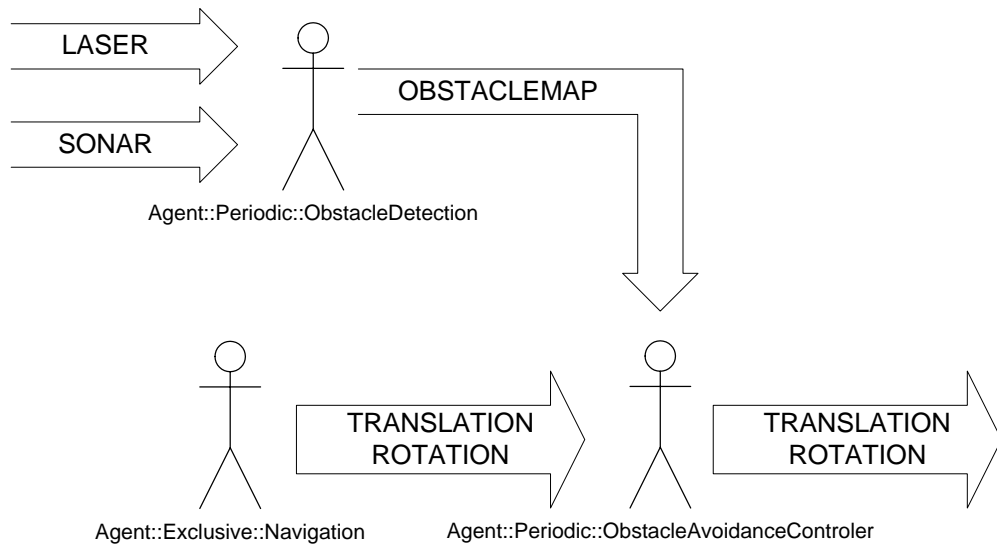 LASER
OBSTACLEMAP
SONAR
Agent::Periodic::ObstacleDetection
TRANSLATION
ROTATION
TRANSLATION
ROTATION
Agent::Exclusive::Navigation
Agent::Periodic::ObstacleAvoidanceControler